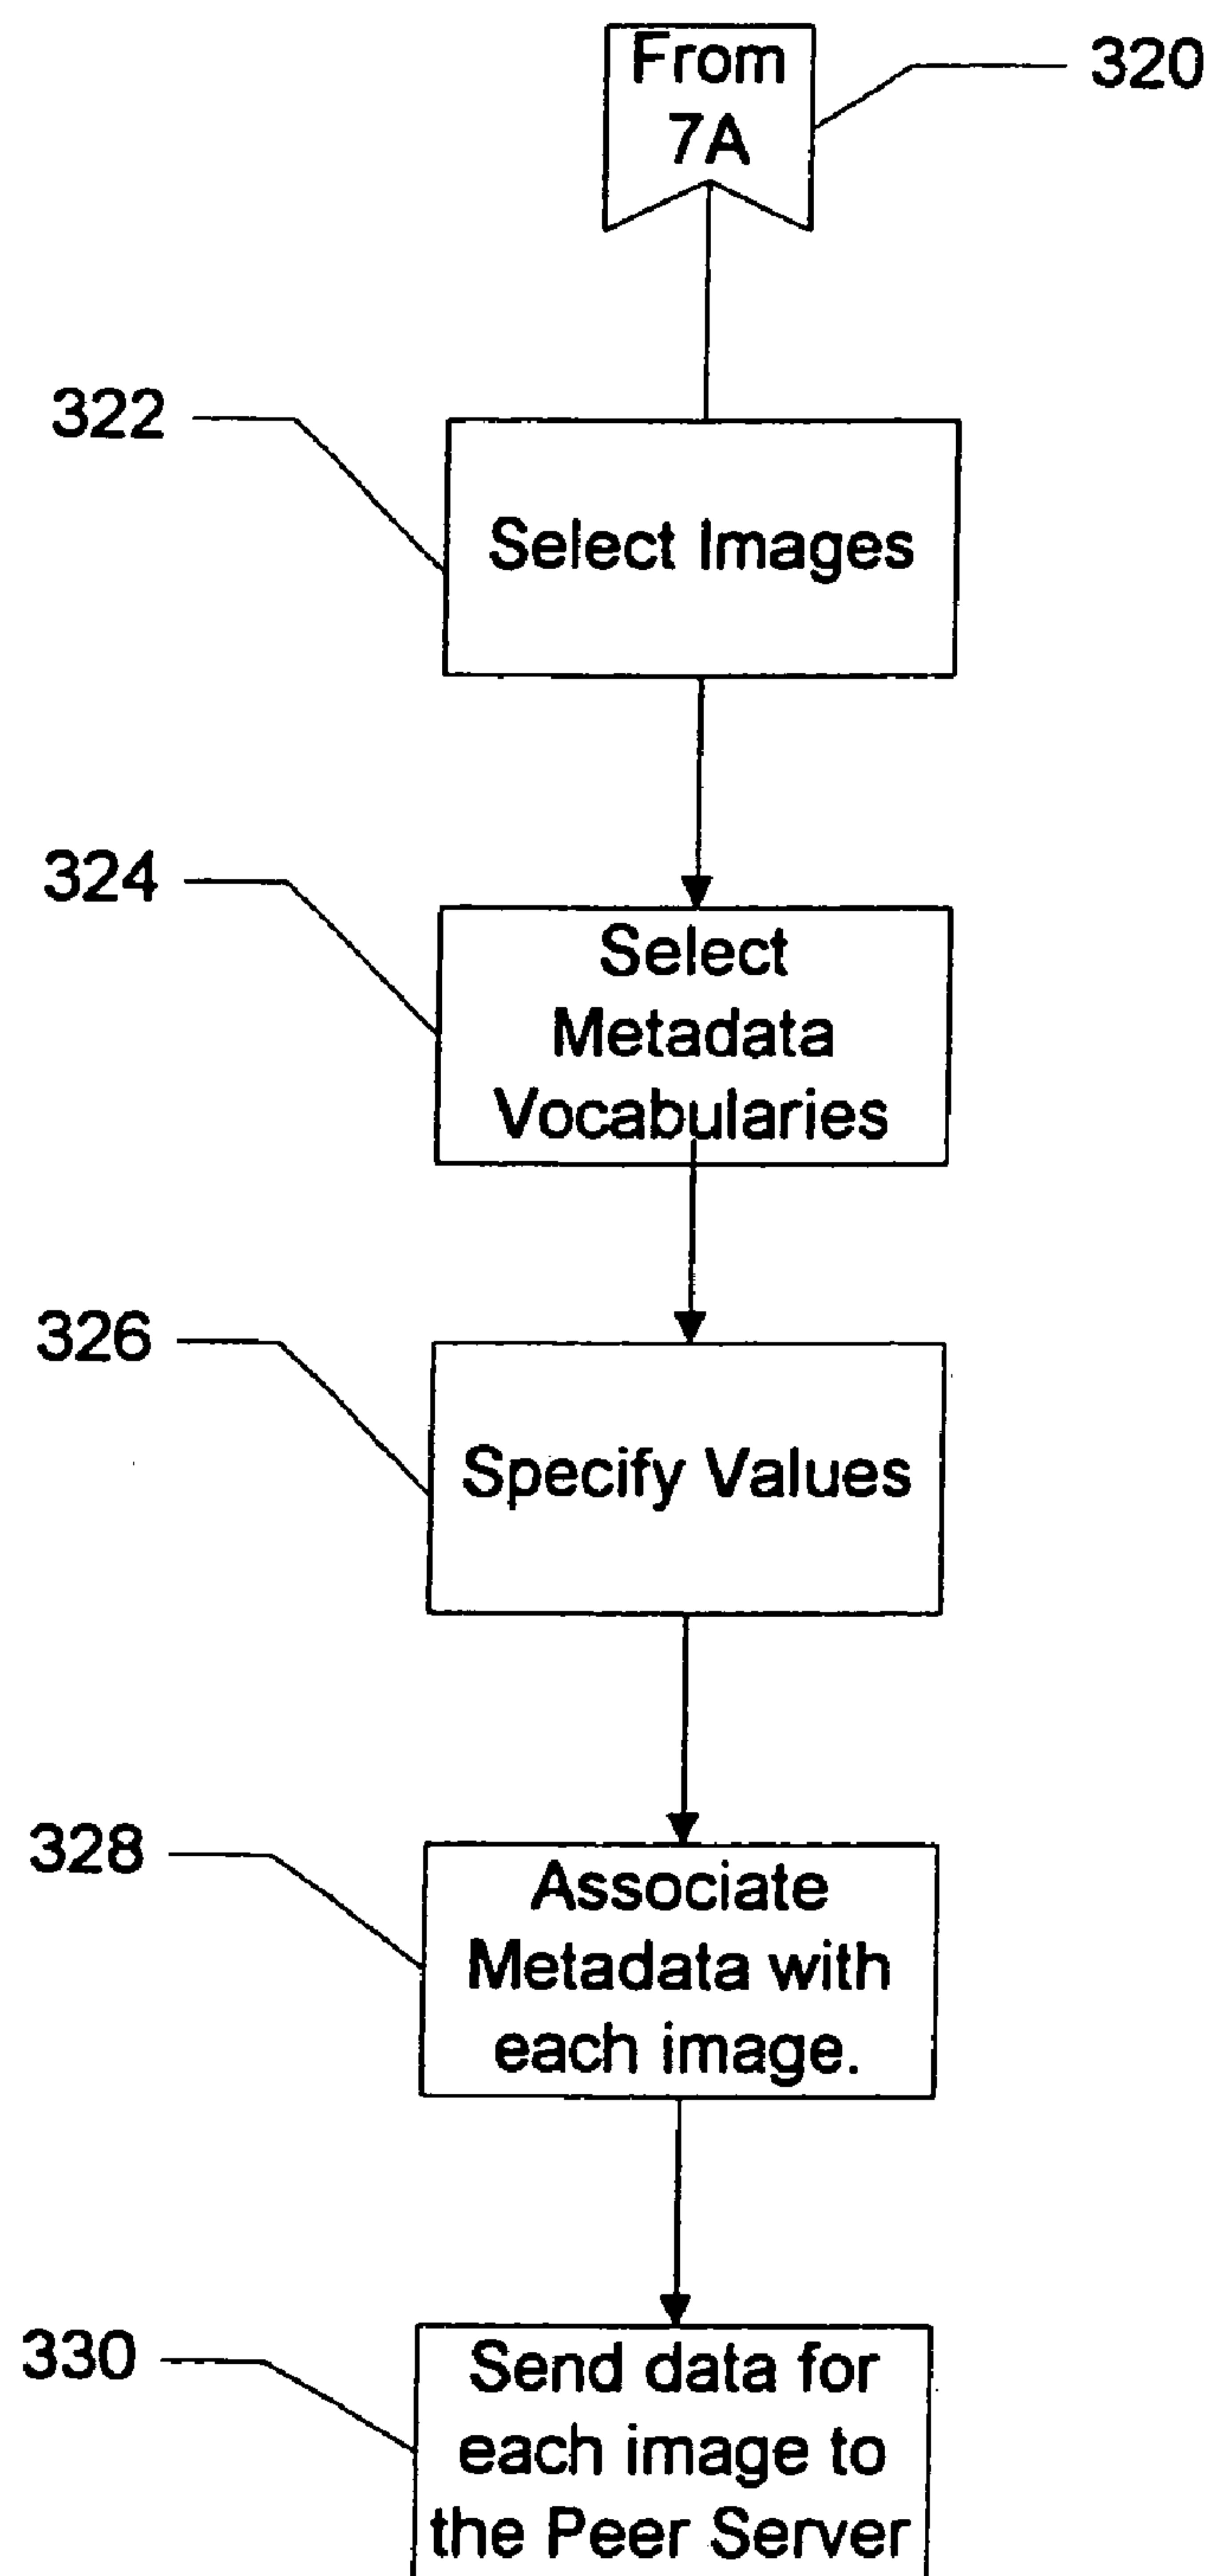 From
7A
320
322
Select Images
324
Select
Metadata
Vocabularies
326
Specify Values
328
Associate
Metadata with
each image.
330
Send data for
each image to
the Peer Server